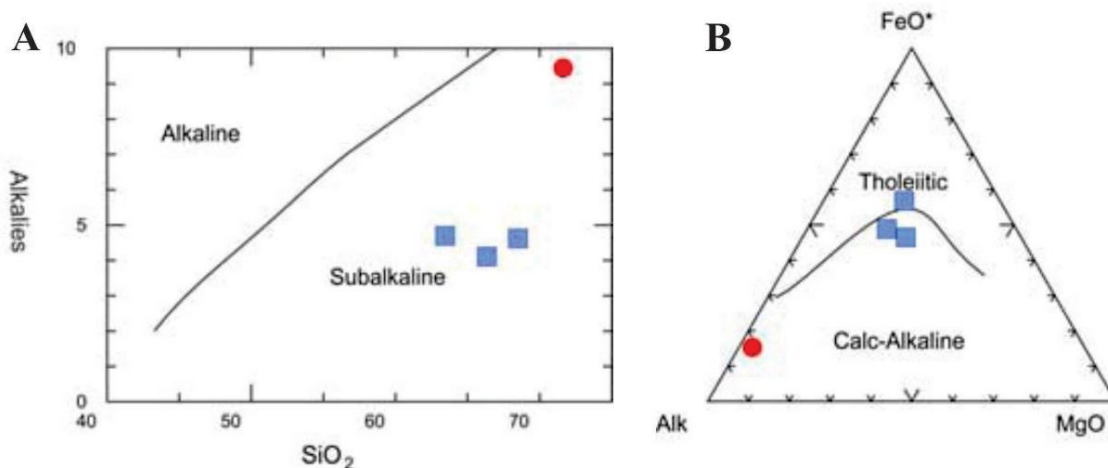 A
10
Alkaline
Alkalies
5
Subalkaline
0
40
50
60
70
SiO₂
B
FeO*
Tholeiitic
Calc-Alkaline
Alk
MgO